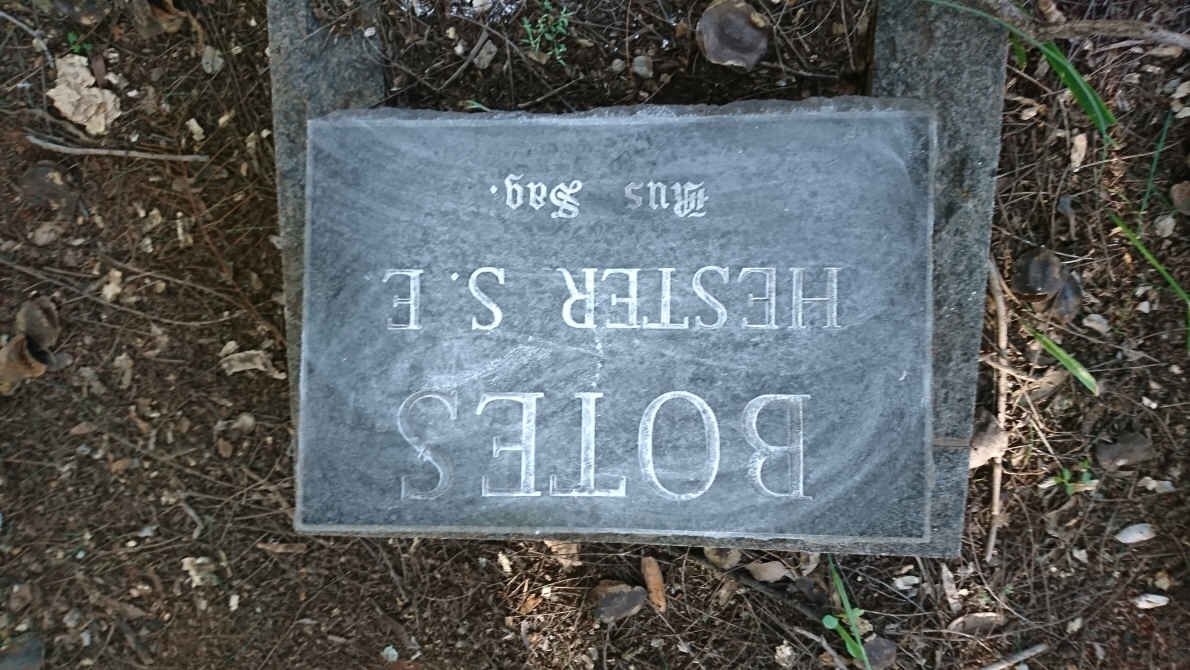 BOTES
HESTER S. E
Rus Sag.